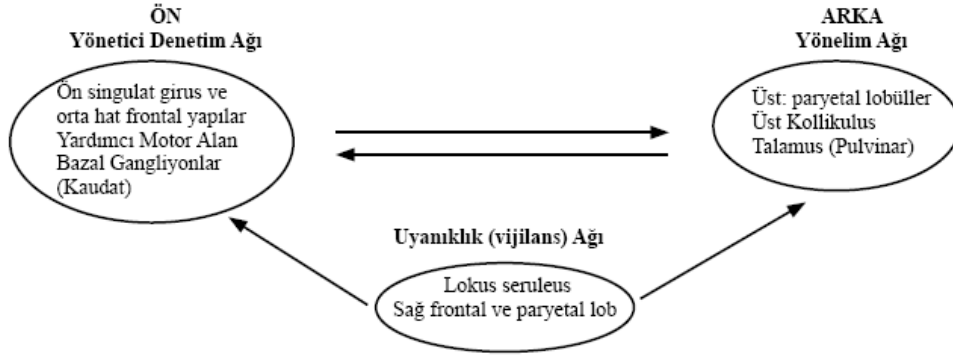 ÖN
Yönetici Denetim Ağı
Ön singulat girus ve
orta hat frontal yapılar
Yardımcı Motor Alan
Bazal Gangliyonlar
(Kaudat)
ARKA
Yönelim Ağı
Üst: paryetal lobüller
Üst Kollikulus
Talamus (Pulvinar)
Uyanıklık (vijilans) Ağı
Lokus seruleus
Sağ frontal ve paryetal lob